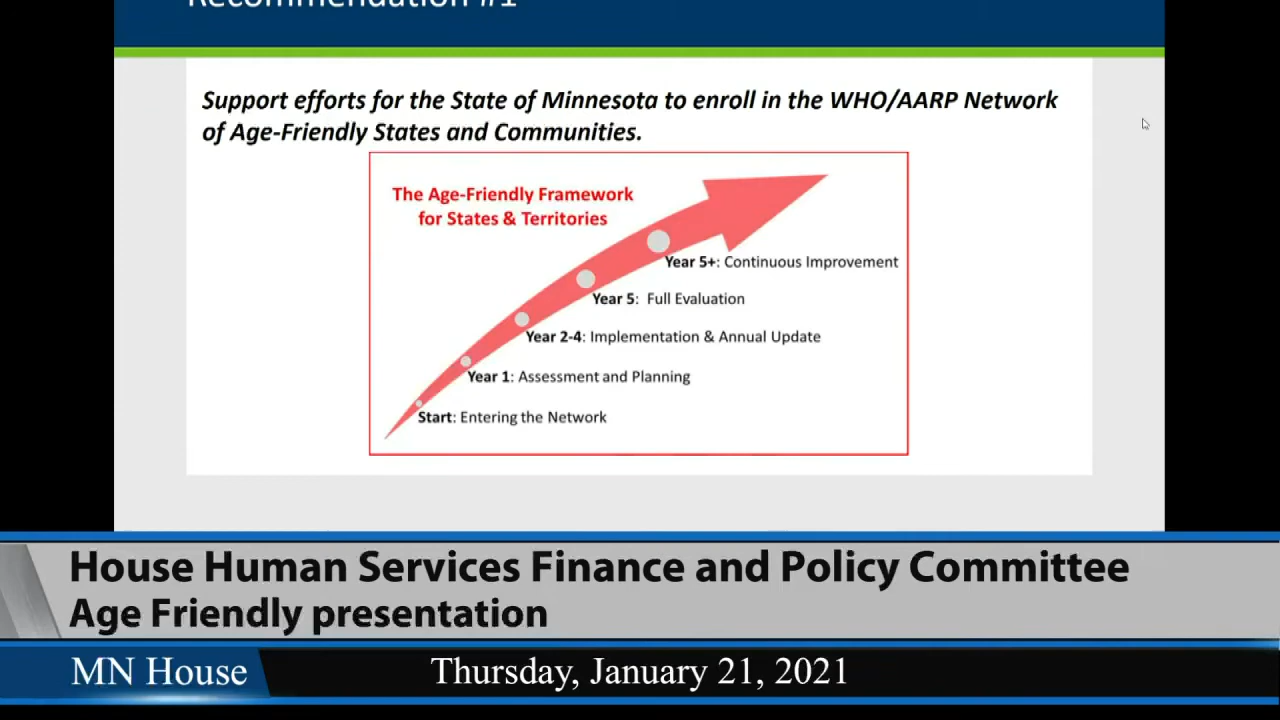 Recommendation #1
Support efforts for the State of Minnesota to enroll in the WHO/AARP Network
of Age-Friendly States and Communities.
The Age-Friendly Framework
for States & Territories
Year 5+: Continuous Improvement
Year 5: Full Evaluation
Year 2-4: Implementation & Annual Update
Year 1: Assessment and Planning
Start: Entering the Network
House Human Services Finance and Policy Committee
Age Friendly presentation
MN House
Thursday, January 21, 2021